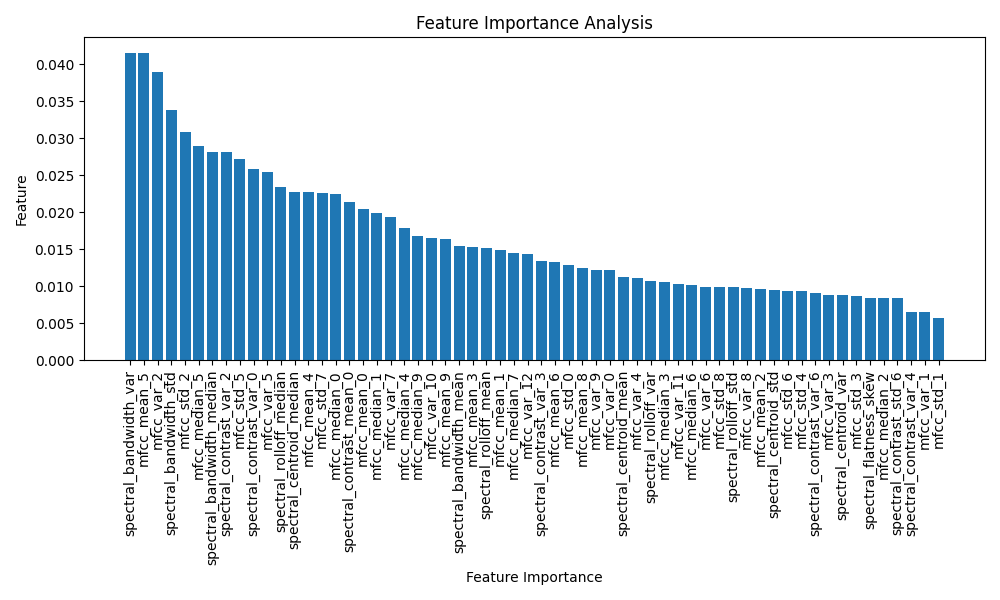 Feature Importance Analysis
Feature
0.040
0.035
0.030
0.025
0.020
0.015
0.010
0.005
0.000
spectral_bandwidth_var
mfcc_mean_5
mfcc_var_2
spectral_bandwidth_std
mfcc_std_2
mfcc_median_5
spectral_bandwidth_median
spectral_contrast_var_2
mfcc_std_5
spectral_contrast_var_0
mfcc_var_5
spectral_rolloff_median
spectral_centroid_median
mfcc_mean_4
mfcc_std_7
mfcc_median_0
spectral_contrast_mean_0
mfcc_mean_0
mfcc_median_1
mfcc_var_7
mfcc_median_4
mfcc_median_9
mfcc_var_10
mfcc_mean_9
spectral_bandwidth_mean
mfcc_mean_3
spectral_rolloff_mean
mfcc_mean_1
mfcc_median_7
mfcc_var_12
spectral_contrast_var_3
mfcc_mean_6
mfcc_std_0
mfcc_mean_8
mfcc_var_9
mfcc_var_0
spectral_centroid_mean
mfcc_var_4
spectral_rolloff_var
mfcc_median_3
mfcc_var_11
mfcc_median_6
mfcc_var_6
mfcc_std_8
spectral_rolloff_std
mfcc_var_8
mfcc_mean_2
spectral_centroid_std
mfcc_std_6
mfcc_std_4
spectral_contrast_var_6
mfcc_var_3
spectral_centroid_var
mfcc_std_3
spectral_flatness_skew
mfcc_median_2
spectral_contrast_std_6
spectral_contrast_var_4
mfcc_var_1
mfcc_std_1
Feature Importance